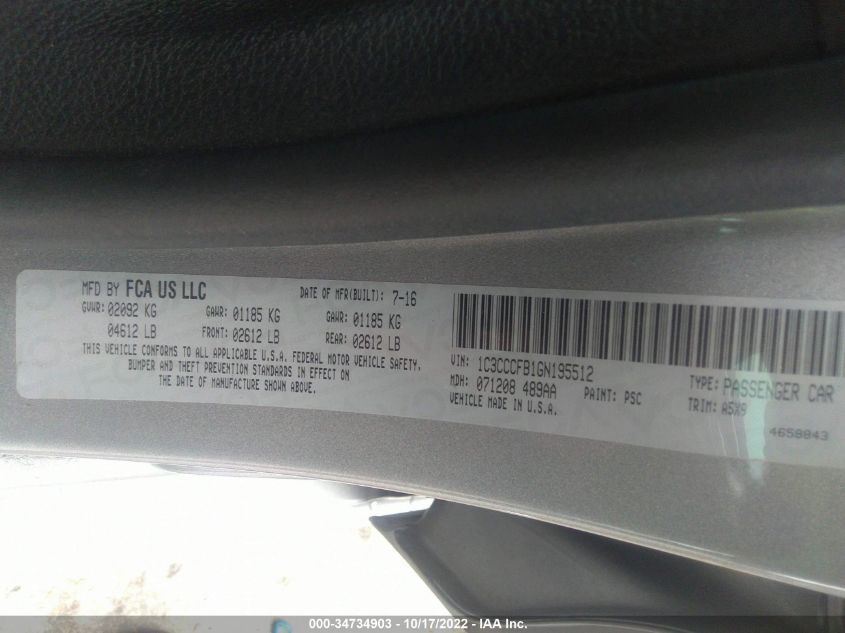 MFD BY FCA US LLC
DATE OF MFR(BUILT): 7-16
GVWR: 02092 KG
GAWR: 01185 KG
GAWR: 01185 KG
04612 LB
FRONT: 02612 LB
REAR: 02612 LB
THIS VEHICLE CONFORMS TO ALL APPLICABLE U.S.A. FEDERAL MOTOR VEHICLE SAFETY,
BUMPER AND THEFT PREVENTION STANDARDS IN EFFECT ON
THE DATE OF MANUFACTURE SHOWN ABOVE.
VIN: 1C3CCCFB1GN195512
TYPE: PASSENGER CAR
MDH: 071208 489AA
PAINT: PSC
TRIM: A5X9
VEHICLE MADE IN U.S.A.
4658843
000-34734903 - 10/17/2022 - IAA Inc.